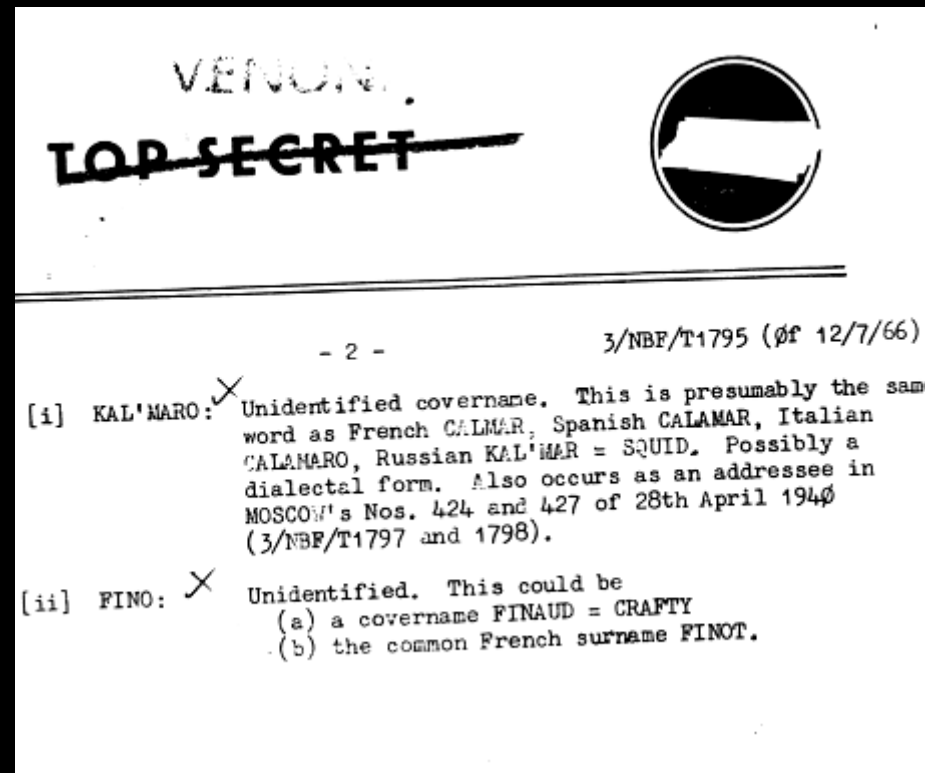 VENON.
TOP SECRET
- 2 -
3/NBF/T1795 (Øf 12/7/66)
[i] KAL'MARO: Unidentified covername. This is presumably the sam
word as French CALMAR, Spanish CALAMAR, Italian
CALAMARO, Russian KAL'MAR = SQUID. Possibly a
dialectal form. Also occurs as an addressee in
MOSCOW's Nos. 424 and 427 of 28th April 194Ø
(3/NBF/T1797 and 1798).
[ii] FINO: Unidentified. This could be
(a) a covername FINAUD = CRAFTY
(b) the common French surname FINOT.